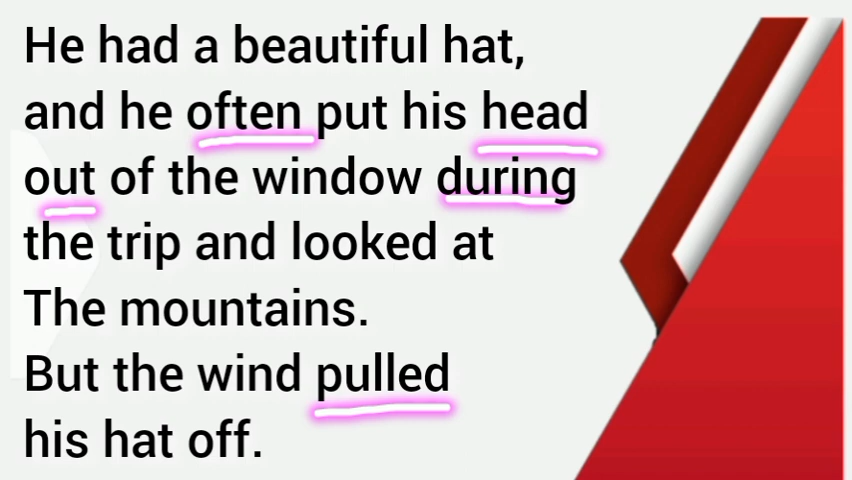 He had a beautiful hat,
and he often put his head
out of the window during
the trip and looked at
The mountains.
But the wind pulled
his hat off.